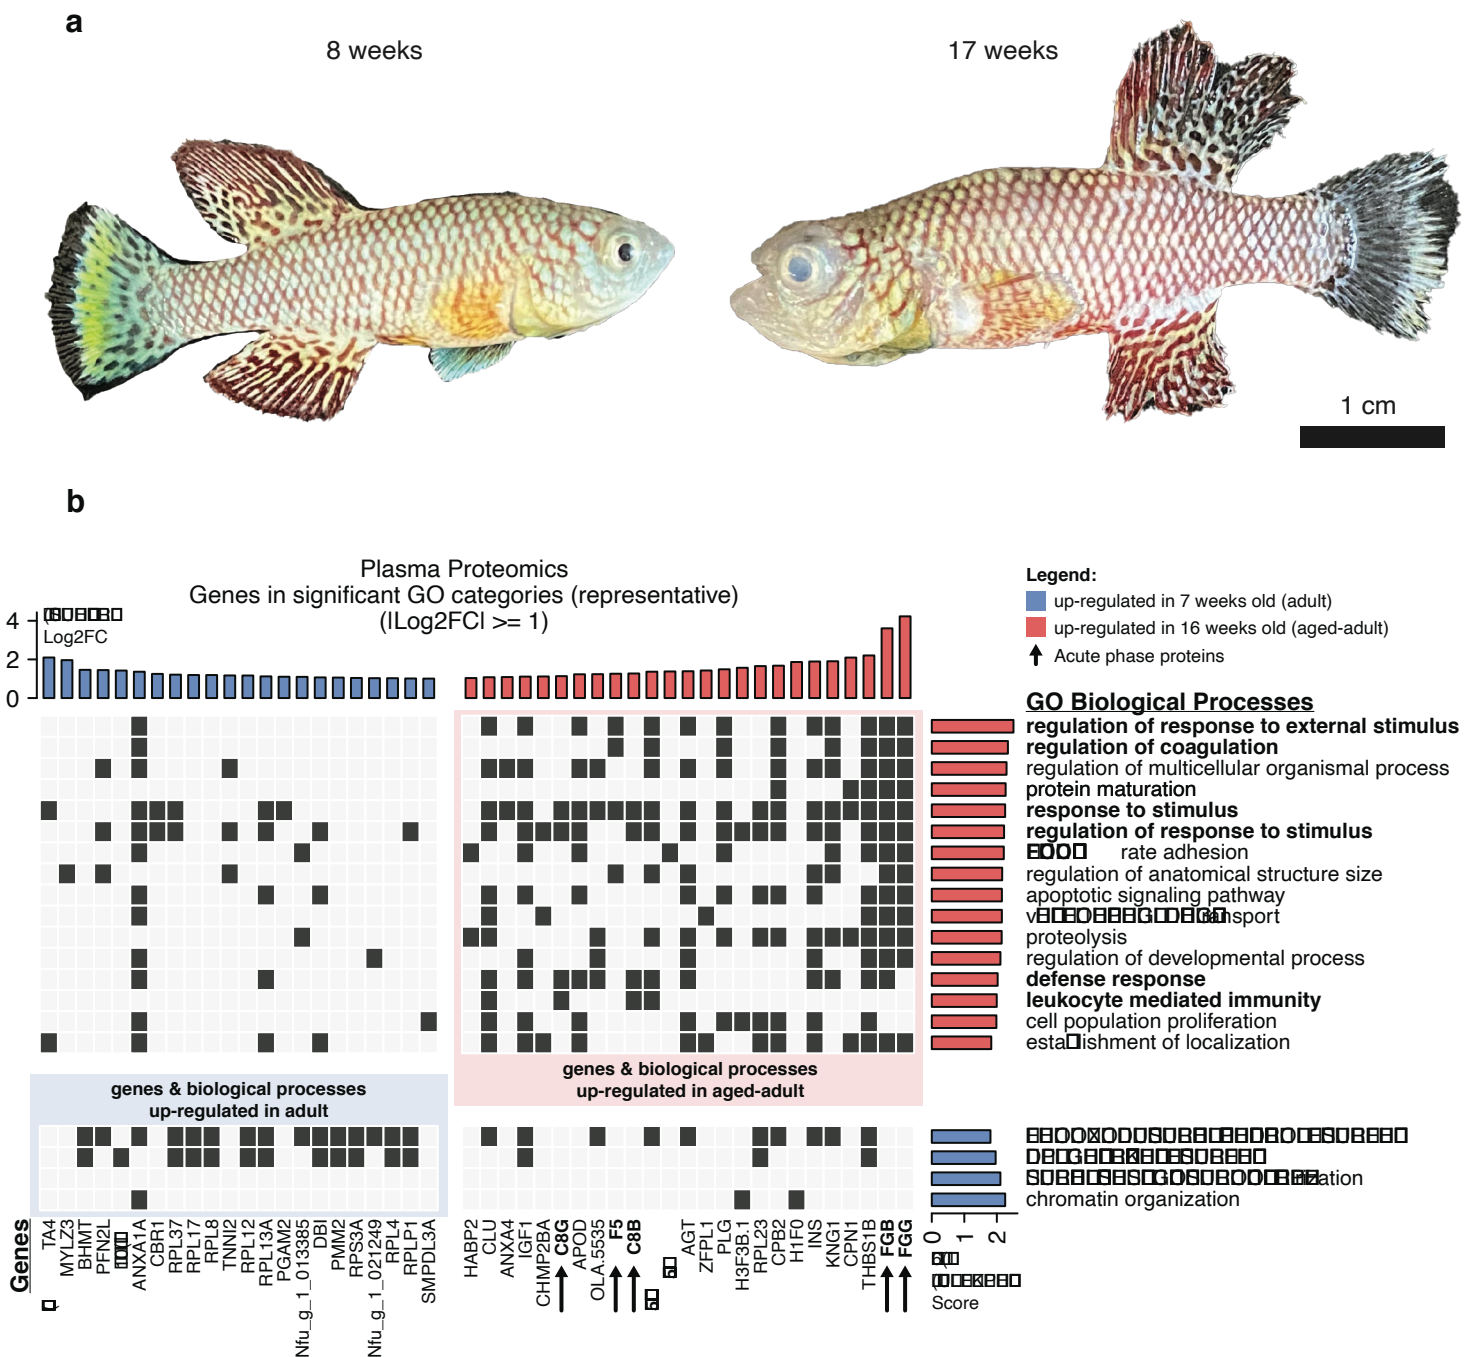 a
8 weeks
17 weeks
1 cm
b
Plasma Proteomics
Genes in significant GO categories (representative)
(|Log2FC| >= 1)
Log2FC
4
2
0
Legend:
up-regulated in 7 weeks old (adult)
up-regulated in 16 weeks old (aged-adult)
Acute phase proteins
GO Biological Processes
regulation of response to external stimulus
regulation of coagulation
regulation of multicellular organismal process
protein maturation
response to stimulus
regulation of response to stimulus
rate adhesion
regulation of anatomical structure size
apoptotic signaling pathway
proteolysis
regulation of developmental process
defense response
leukocyte mediated immunity
cell population proliferation
of localization
genes & biological processes
up-regulated in adult
genes & biological processes
up-regulated in aged-adult
chromatin organization
Genes
TA4
MYLZ3
BHMT
PFN2L
ANXA1A
CBR1
RPL37
RPL17
RPL8
TNNI2
RPL12
RPL13A
PGAM2
Nfu_g_1_013385
DBI
PMM2
RPS3A
Nfu_g_1_021249
RPL4
RPLP1
SMPDL3A
HABP2
CLU
ANXA4
IGF1
CHMP2BA
C8G
APOD
OLA.5535
F5
C8B
AGT
ZFPL1
PLG
H3F3B.1
RPL23
CPB2
H1F0
INS
KNG1
CPN1
THBS1B
FGB
FGG
0
1
2
Score